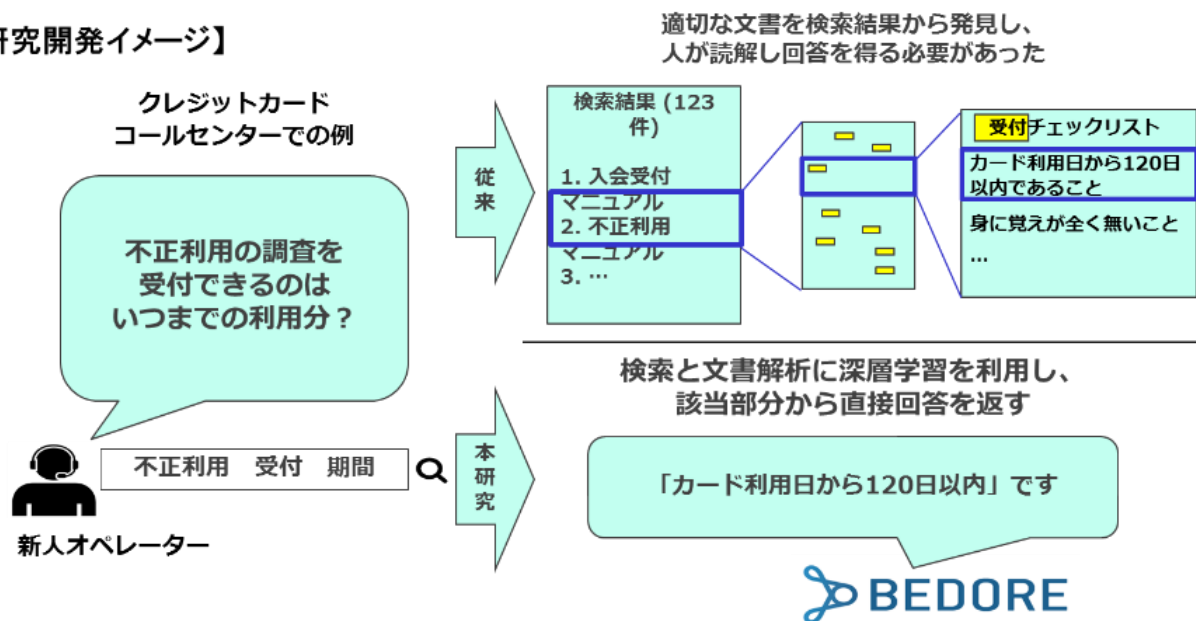 研究開発イメージ】
適切な文書を検索結果から発見し、
人が読解し回答を得る必要があった
クレジットカード
コールセンターでの例
不正利用の調査を
受付できるのは
いつまでの利用分？
不正利用　受付　期間
新人オペレーター
従
来
検索結果 (123
件)
1. 入会受付
マニュアル
2. 不正利用
マニュアル
3. …
受付チェックリスト
カード利用日から120日
以内であること
身に覚えが全く無いこと
…
検索と文書解析に深層学習を利用し、
該当部分から直接回答を返す
本
研
究
「カード利用日から120日以内」です
BEDORE